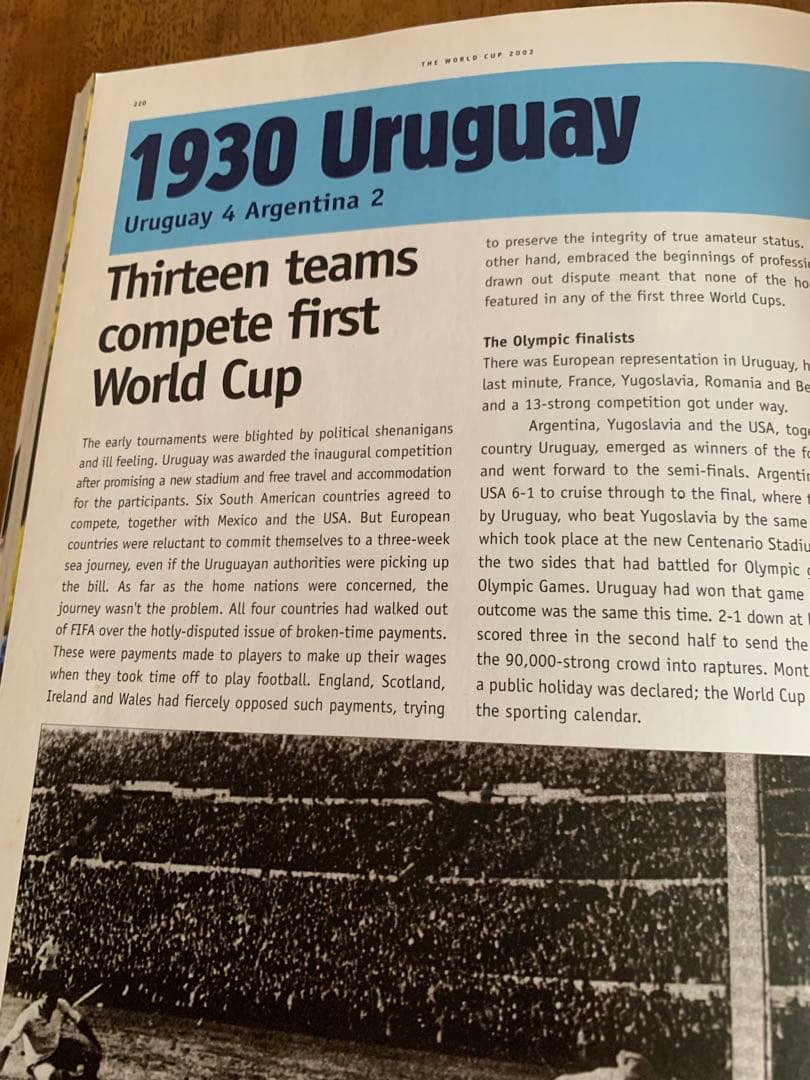 THE WORLD CUP 2002
220
1930 Uruguay
Uruguay 4 Argentina 2
Thirteen teams
compete first
World Cup
The early tournaments were blighted by political shenanigans
and ill feeling. Uruguay was awarded the inaugural competition
after promising a new stadium and free travel and accommodation
for the participants. Six South American countries agreed to
compete, together with Mexico and the USA. But European
countries were reluctant to commit themselves to a three-week
sea journey, even if the Uruguayan authorities were picking up
the bill. As far as the home nations were concerned, the
journey wasn't the problem. All four countries had walked out
of FIFA over the hotly-disputed issue of broken-time payments.
These were payments made to players to make up their wages
when they took time off to play football. England, Scotland,
Ireland and Wales had fiercely opposed such payments, trying
to preserve the integrity of true amateur status.
other hand, embraced the beginnings of
drawn out dispute meant that none of the
featured in any of the first three World Cups.
The Olympic finalists
There was European representation in Uruguay,
last minute, France, Yugoslavia, Romania and
and a 13-strong competition got under way.
Argentina, Yugoslavia and the USA,
country Uruguay, emerged as winners of the
and went forward to the semi-finals.
USA 6-1 to cruise through to the final, where
by Uruguay, who beat Yugoslavia by the same
which took place at the new Centenario
the two sides that had battled for Olympic
Olympic Games. Uruguay had won that game
outcome was the same this time. 2-1 down at
scored three in the second half to send the
the 90,000-strong crowd into raptures.
a public holiday was declared; the World Cup
the sporting calendar.